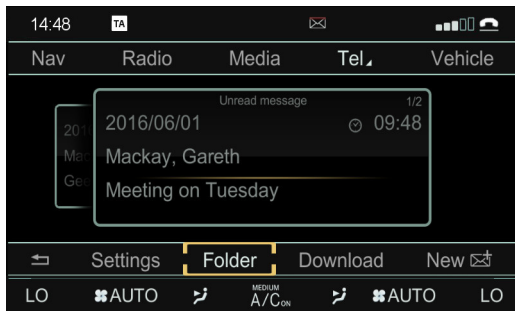 14:48 TA
Nav Radio Media Tel Vehicle
Unread message 1/2
2016/06/01 09:48
Mackay, Gareth
Meeting on Tuesday
Settings Folder Download New
LO AUTO MEDIUM A/C ON AUTO LO